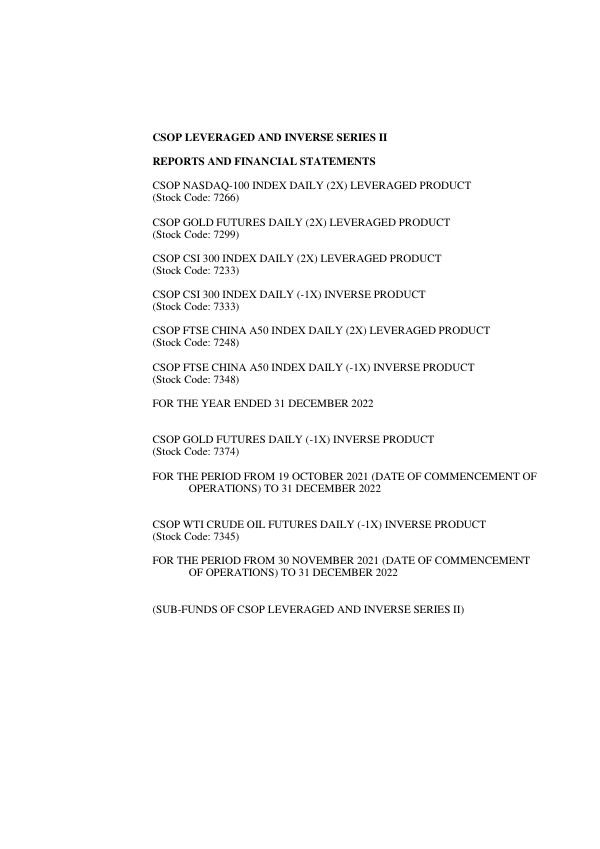 CSOP LEVERAGED AND INVERSE SERIES II
REPORTS AND FINANCIAL STATEMENTS
CSOP NASDAQ-100 INDEX DAILY (2X) LEVERAGED PRODUCT
(Stock Code: 7266)
CSOP GOLD FUTURES DAILY (2X) LEVERAGED PRODUCT
(Stock Code: 7299)
CSOP CSI 300 INDEX DAILY (2X) LEVERAGED PRODUCT
(Stock Code: 7233)
CSOP CSI 300 INDEX DAILY (-1X) INVERSE PRODUCT
(Stock Code: 7333)
CSOP FTSE CHINA A50 INDEX DAILY (2X) LEVERAGED PRODUCT
(Stock Code: 7248)
CSOP FTSE CHINA A50 INDEX DAILY (-1X) INVERSE PRODUCT
(Stock Code: 7348)
FOR THE YEAR ENDED 31 DECEMBER 2022
CSOP GOLD FUTURES DAILY (-1X) INVERSE PRODUCT
(Stock Code: 7374)
FOR THE PERIOD FROM 19 OCTOBER 2021 (DATE OF COMMENCEMENT OF
OPERATIONS) TO 31 DECEMBER 2022
CSOP WTI CRUDE OIL FUTURES DAILY (-1X) INVERSE PRODUCT
(Stock Code: 7345)
FOR THE PERIOD FROM 30 NOVEMBER 2021 (DATE OF COMMENCEMENT
OF OPERATIONS) TO 31 DECEMBER 2022
(SUB-FUNDS OF CSOP LEVERAGED AND INVERSE SERIES II)